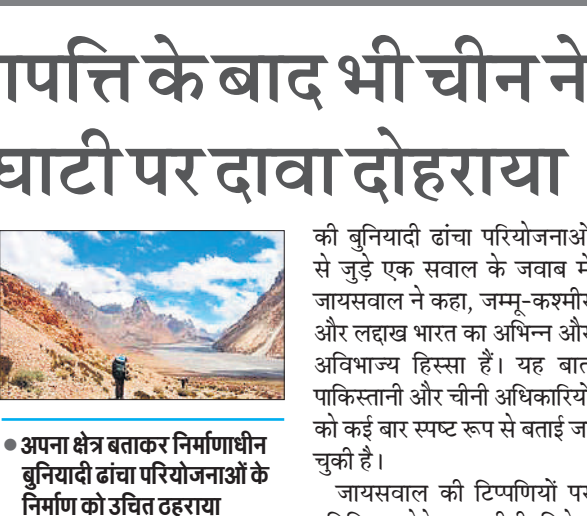 पत्ति के बाद भी चीन ने
घाटी पर दावा दोहराया
की बुनियादी ढांचा परियोजनाओं
से जुड़े एक सवाल के जवाब में
जायसवाल ने कहा, जम्मू-कश्मीर
और लद्दाख भारत का अभिन्न और
अविभाज्य हिस्सा हैं। यह बात
पाकिस्तानी और चीनी अधिकारियों
को कई बार स्पष्ट रूप से बताई जा
चुकी है।
जायसवाल की टिप्पणियों पर
● अपना क्षेत्र बताकर निर्माणाधीन
बुनियादी ढांचा परियोजनाओं के
निर्माण को उचित ठहराया